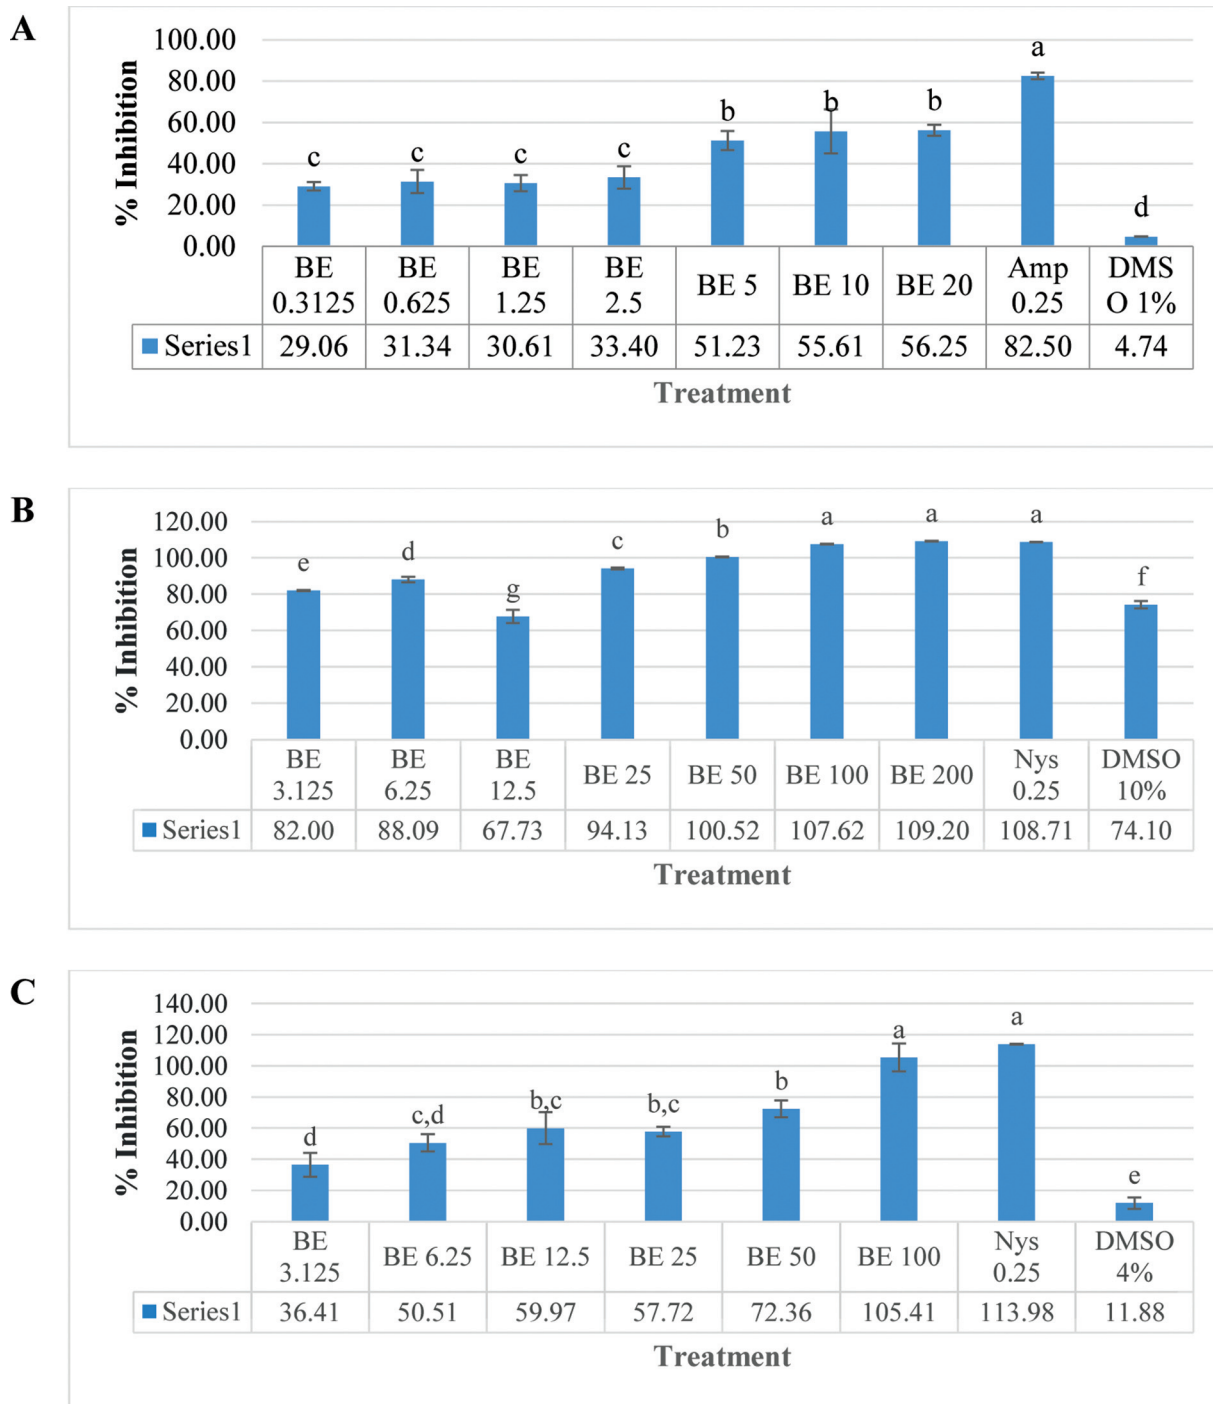 A
% Inhibition
100.00
80.00
60.00
40.00
20.00
0.00
c c c c b b b a d
BE 0.3125 BE 0.625 BE 1.25 BE 2.5 BE 5 BE 10 BE 20 Amp 0.25 DMS O 1%
Series1 29.06 31.34 30.61 33.40 51.23 55.61 56.25 82.50 4.74
Treatment
B
% Inhibition
120.00
100.00
80.00
60.00
40.00
20.00
0.00
e d g c b a a a f
BE 3.125 BE 6.25 BE 12.5 BE 25 BE 50 BE 100 BE 200 Nys 0.25 DMSO 10%
Series1 82.00 88.09 67.73 94.13 100.52 107.62 109.20 108.71 74.10
Treatment
C
% Inhibition
140.00
120.00
100.00
80.00
60.00
40.00
20.00
0.00
d c,d b,c b,c b a a e
BE 3.125 BE 6.25 BE 12.5 BE 25 BE 50 BE 100 Nys 0.25 DMSO 4%
Series1 36.41 50.51 59.97 57.72 72.36 105.41 113.98 11.88
Treatment